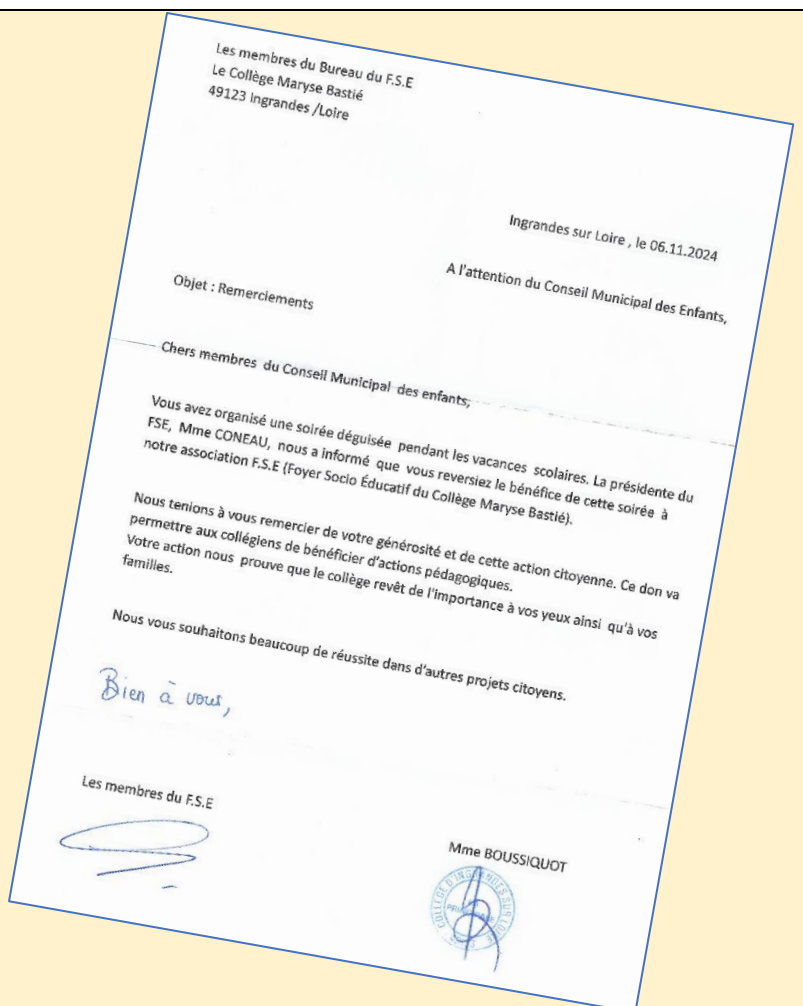 Les membres du Bureau du F.S.E
Le Collège Maryse Bastié
49123 Ingrandes /Loire
Ingrandes sur Loire , le 06.11.2024
A l'attention du Conseil Municipal des Enfants,
Objet : Remerciements
Chers membres du Conseil Municipal des enfants,
Vous avez organisé une soirée déguisée pendant les vacances scolaires. La présidente du
FSE, Mme CONEAU, nous a informé que vous reversiez le bénéfice de cette soirée à
notre association F.S.E (Foyer Socio Éducatif du Collège Maryse Bastié).
Nous tenions à vous remercier de votre générosité et de cette action citoyenne. Ce don va
permettre aux collégiens de bénéficier d'actions pédagogiques.
Votre action nous prouve que le collège revêt de l'importance à vos yeux ainsi qu'à vos
familles.
Nous vous souhaitons beaucoup de réussite dans d'autres projets citoyens.
Bien à vous,
Les membres du F.S.E
Mme BOUSSIQUOT
COLLÈGE D'INGRANDES SUR LOIRE